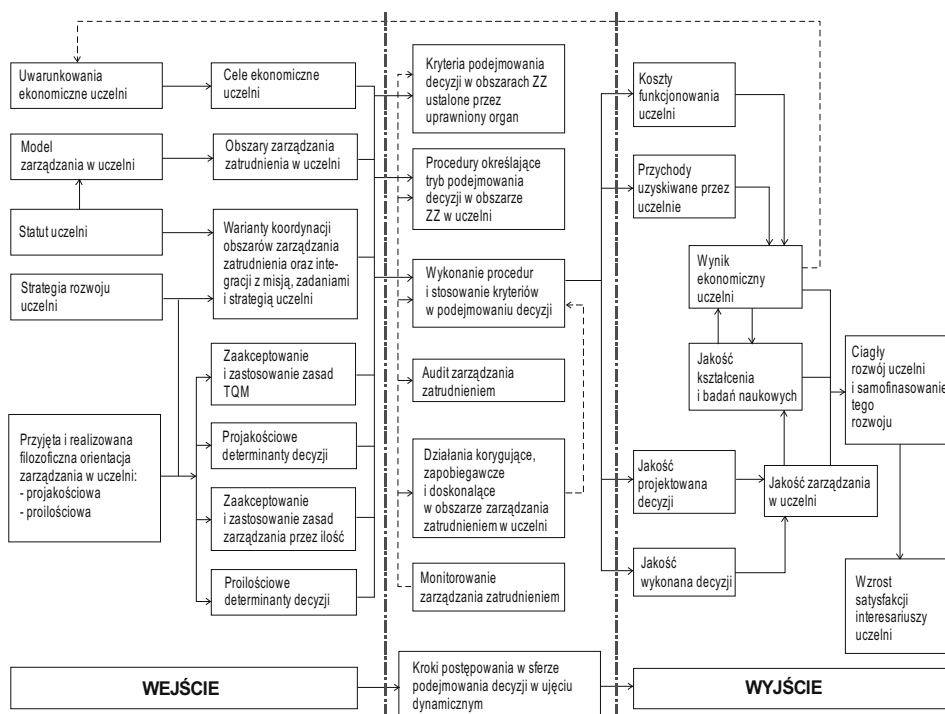 Uwarunkowania
ekonomiczne uczelni
Model
zarządzania w uczelni
Statut uczelni
Strategia rozwoju
uczelni
Przyjęta i realizowana
filozoficzna orientacja
zarządzania w uczelni:
- projakościowa
- proilościowa
Cele ekonomiczne
uczelni
Obszary zarządzania
zatrudnienia w uczelni
Warianty koordynacji
obszarów zarządzania
zatrudnienia oraz inte-
gracji z misją, zadaniami
i strategią uczelni
Zaakceptowanie
i zastosowanie zasad
TQM
Projakościowe
determinanty decyzji
Zaakceptowanie
i zastosowanie zasad
zarządzania przez ilość
Proilościowe
determinanty decyzji
Kryteria podejmowania
decyzji w obszarach ZZ
ustalone przez
uprawniony organ
Procedury określające
tryb podejmowania
decyzji w obszarze
ZZ w uczelni
Wykonanie procedur
i stosowanie kryteriów
w podejmowaniu decyzji
Audit zarządzania
zatrudnieniem
Działania korygujące,
zapobiegawcze
i doskonalące
w obszarze zarządzania
zatrudnieniem w uczelni
Monitorowanie
zarządzania zatrudnieniem
Koszty
funkcjonowania
uczelni
Przychody
uzyskiwane przez
uczelnie
Wynik
ekonomiczny
uczelni
Jakość
kształcenia
i badań naukowych
Jakość
projektowana
decyzji
Jakość zarządzania
w uczelni
Jakość
wykonana decyzji
Ciagły
rozwój uczelni
i samofinasowanie
tego
rozwoju
Wzrost
satysfakcji
interesariuszy
uczelni
WEJŚCIE
Kroki postępowania w sferze
podejmowania decyzji w ujęciu
dynamicznym
WYJŚCIE